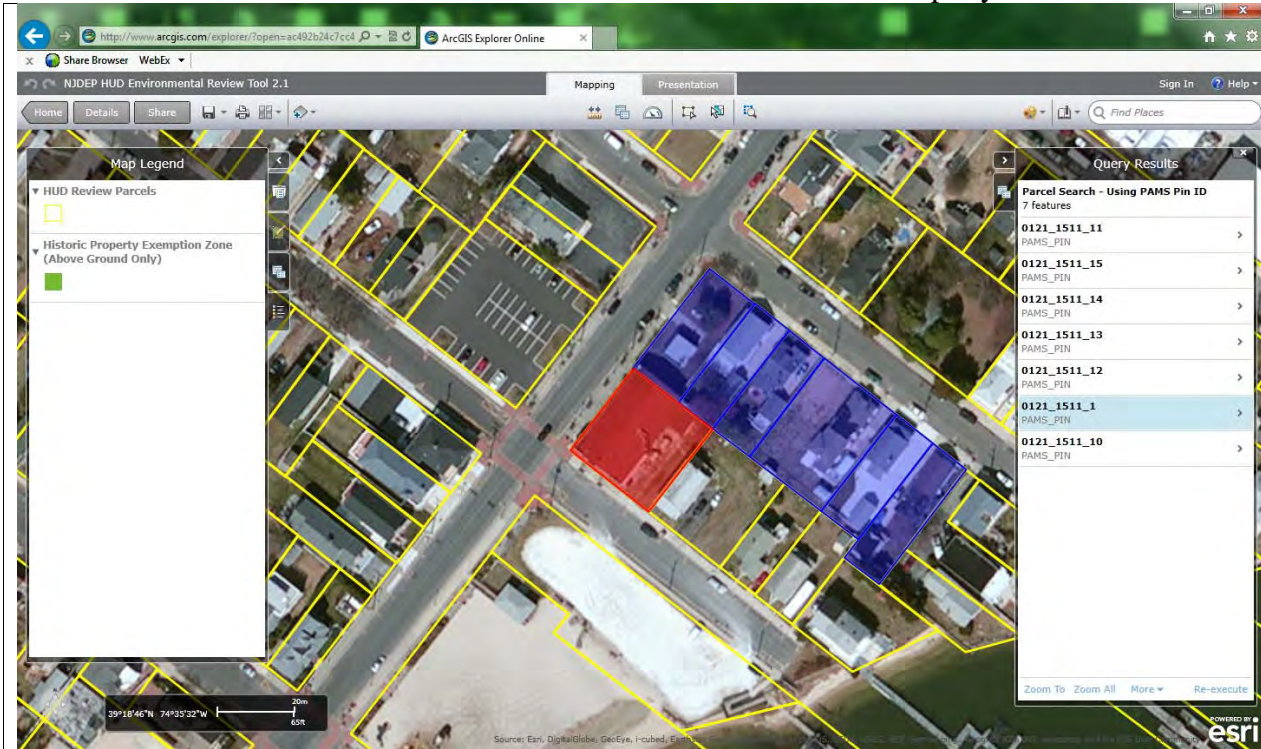 http://www.arcgis.com/explorer/?open=ac492b24c7cc4
ArcGIS Explorer Online
x Share Browser WebEx
NJDEP HUD Environmental Review Tool 2.1
Mapping
Presentation
Sign In
Help
Home
Details
Share
Find Places
Map Legend
HUD Review Parcels
Historic Property Exemption Zone
(Above Ground Only)
Query Results
Parcel Search - Using PAMS Pin ID
7 features
0121_1511_11
PAMS_PIN
0121_1511_15
PAMS_PIN
0121_1511_14
PAMS_PIN
0121_1511_13
PAMS_PIN
0121_1511_12
PAMS_PIN
0121_1511_1
PAMS_PIN
0121_1511_10
PAMS_PIN
Zoom To Zoom All More Re-execute
39°18'46"N 74°35'32"W
20m
65ft
Source: Esri, DigitalGlobe, GeoEye, i-cubed,
POWERED BY
esri